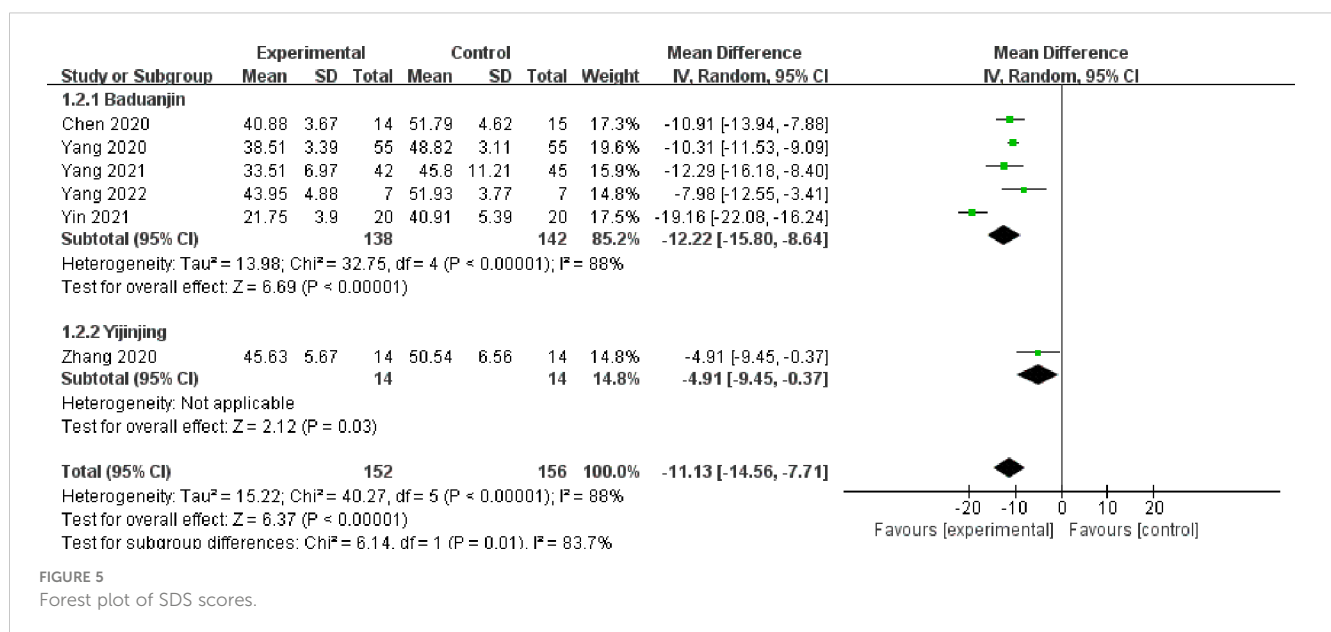 Experimental Control Mean Difference Mean Difference
Study or Subgroup Mean SD Total Mean SD Total Weight IV, Random, 95% CI IV, Random, 95% CI
1.2.1 Baduanjin
Chen 2020 40.88 3.67 14 51.79 4.62 15 17.3% -10.91 [-13.94, -7.88]
Yang 2020 38.51 3.39 55 48.82 3.11 55 19.6% -10.31 [-11.53, -9.09]
Yang 2021 33.51 6.97 42 45.8 11.21 45 15.9% -12.29 [-16.18, -8.40]
Yang 2022 43.95 4.88 7 51.93 3.77 7 14.8% -7.98 [-12.55, -3.41]
Yin 2021 21.75 3.9 20 40.91 5.39 20 17.5% -19.16 [-22.08, -16.24]
Subtotal (95% CI) 138 142 85.2% -12.22 [-15.80, -8.64]
Heterogeneity: Tau² = 13.98; Chi² = 32.75, df = 4 (P < 0.00001); I² = 88%
Test for overall effect: Z = 6.69 (P < 0.00001)
1.2.2 Yijinjing
Zhang 2020 45.63 5.67 14 50.54 6.56 14 14.8% -4.91 [-9.45, -0.37]
Subtotal (95% CI) 14 14 14.8% -4.91 [-9.45, -0.37]
Heterogeneity: Not applicable
Test for overall effect: Z = 2.12 (P = 0.03)
Total (95% CI) 152 156 100.0% -11.13 [-14.56, -7.71]
Heterogeneity: Tau² = 15.22; Chi² = 40.27, df = 5 (P < 0.00001); I² = 88%
Test for overall effect: Z = 6.37 (P < 0.00001)
Test for subgroup differences: Chi² = 6.14. df = 1 (P = 0.01). I² = 83.7%
-20 -10 0 10 20
Favours [experimental] Favours [control]
FIGURE 5
Forest plot of SDS scores.